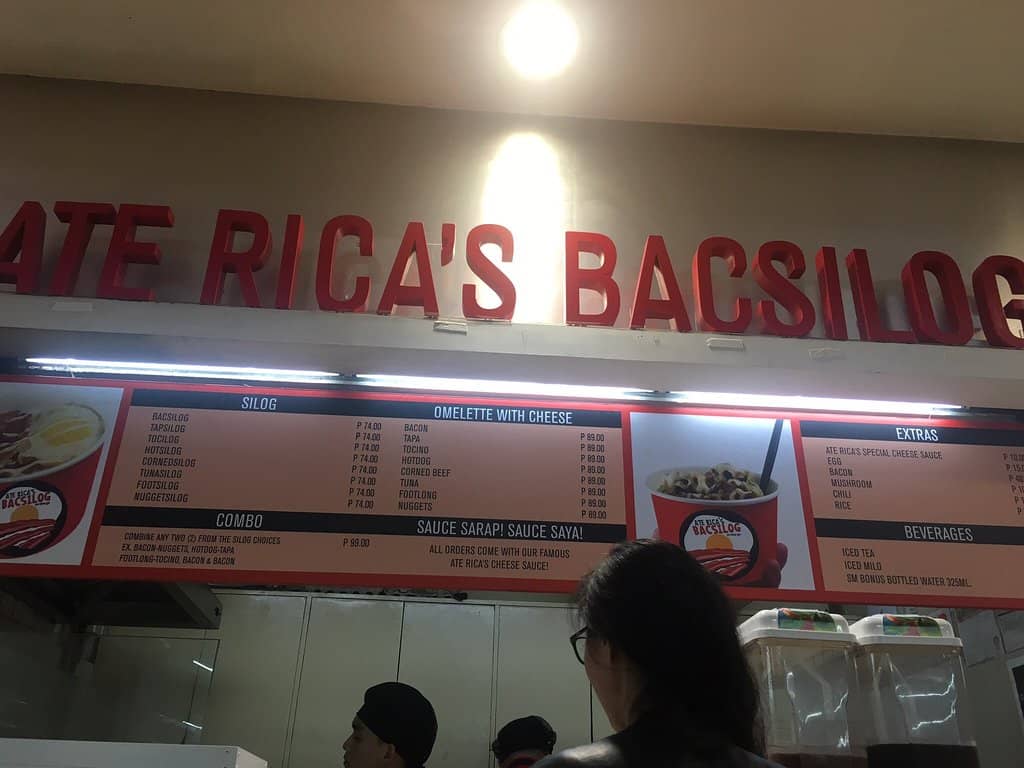 ATE RICA'S BACSILOG
SILOG
BACSILOG P 74.00
TAPSILOG P 74.00
TOCILOG P 74.00
HOTSILOG P 74.00
CORNEDSILOG P 74.00
TUNASILOG P 74.00
FOOTSILOG P 74.00
NUGGETSILOG P 74.00
COMBO
COMBINE ANY TWO (2) FROM THE SILOG CHOICES P 99.00
EX. BACON-NUGGETS, HOTDOG-TAPA
FOOTLONG-TOCINO, BACON & BACON
OMELETTE WITH CHEESE
BACON P 89.00
TAPA P 89.00
TOCINO P 89.00
HOTDOG P 89.00
CORNED BEEF P 89.00
TUNA P 89.00
FOOTLONG P 89.00
NUGGETS P 89.00
SAUCE SARAP! SAUCE SAYA!
ALL ORDERS COME WITH OUR FAMOUS
ATE RICA'S CHEESE SAUCE!
EXTRAS
ATE RICA'S SPECIAL CHEESE SAUCE
EGG
BACON
MUSHROOM
CHILI
RICE
BEVERAGES
ICED TEA
ICED MILO
SM BONUS BOTTLED WATER 325ML.
ATE RICA'S
BACSILOG
ATE RICA'S
BACSILOG